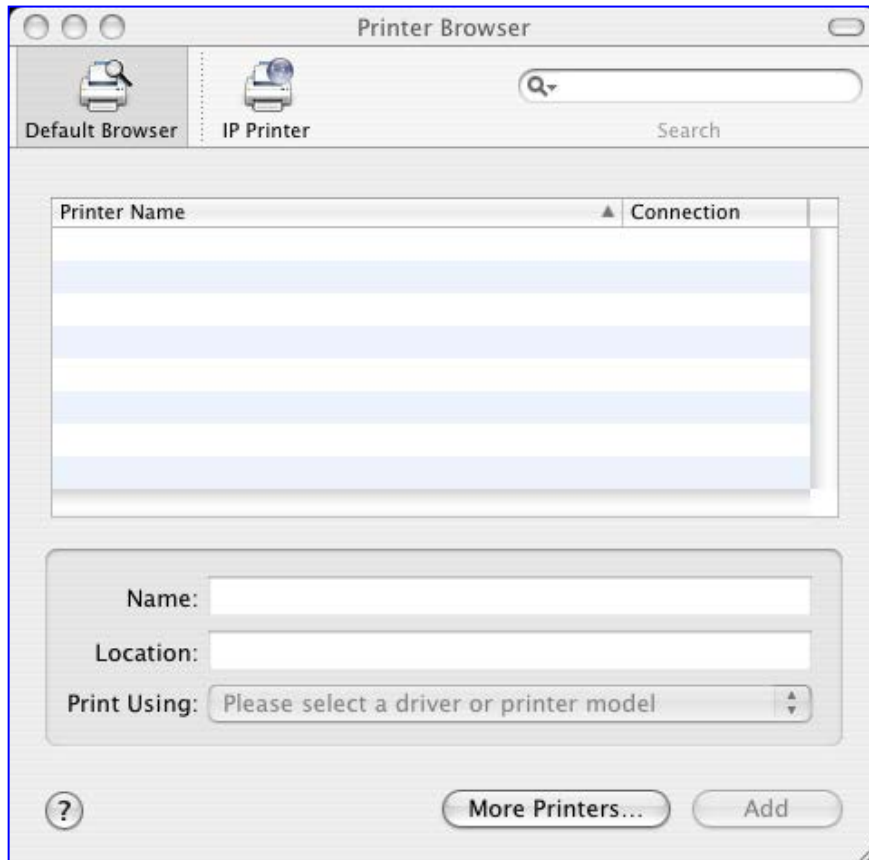 Printer Browser
Default Browser
IP Printer
Search
Printer Name
Connection
Name:
Location:
Print Using: Please select a driver or printer model
?
More Printers...
Add